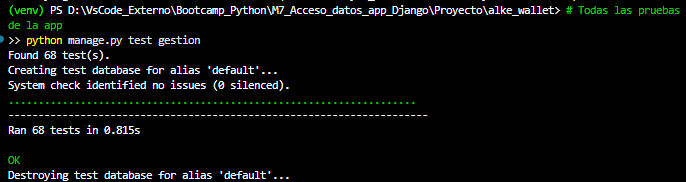 (venv) PS D:\VsCode_Externo\Bootcamp_Python\M7_Acceso_datos_app_Django\Proyecto\alke_wallet> # Todas las pruebas
de la app
>> python manage.py test gestion
Found 68 test(s).
Creating test database for alias 'default'...
System check identified no issues (0 silenced).
....................................................................
----------------------------------------------------------------------
Ran 68 tests in 0.815s
OK
Destroying test database for alias 'default'...